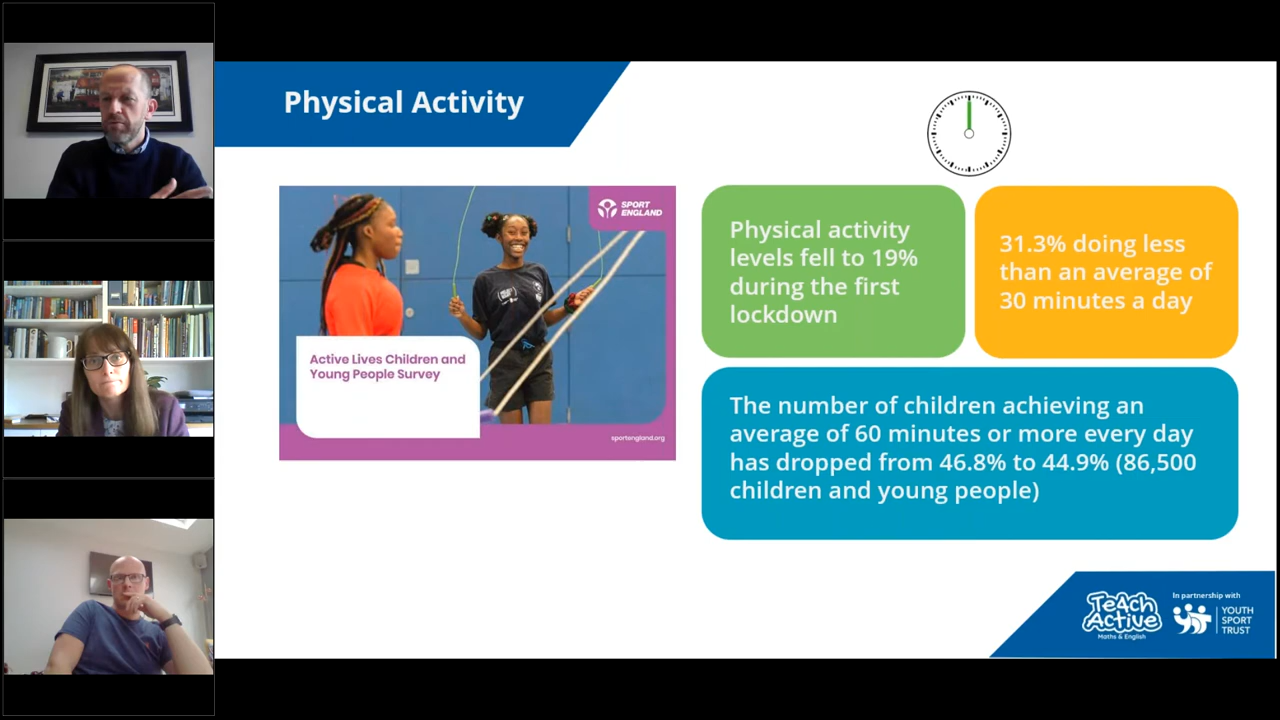 Physical Activity
SPORT
ENGLAND
Active Lives Children and
Young People Survey
sportengland.org
Physical activity
levels fell to 19%
during the first
lockdown
31.3% doing less
than an average of
30 minutes a day
The number of children achieving an
average of 60 minutes or more every day
has dropped from 46.8% to 44.9% (86,500
children and young people)
Teach
Active
Maths & English
In partnership with
YOUTH
SPORT
TRUST